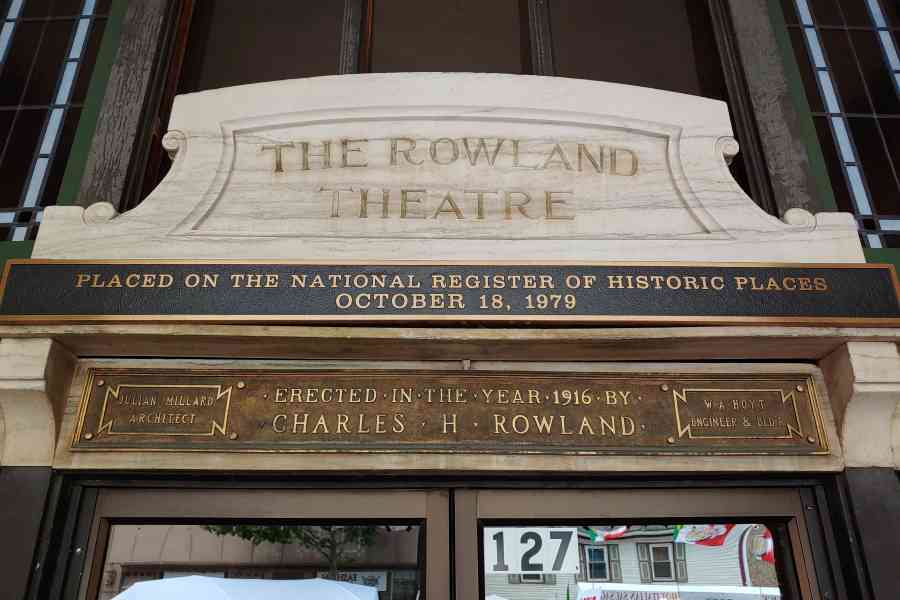 THE ROWLAND
THEATRE
PLACED ON THE NATIONAL REGISTER OF HISTORIC PLACES
OCTOBER 18, 1979
JULIAN MILLARD
ARCHITECT
· ERECTED · IN · THE · YEAR · 1916 · BY ·
CHARLES · H · ROWLAND ·
W·A HOYT
ENGINEER & BLD'R
127